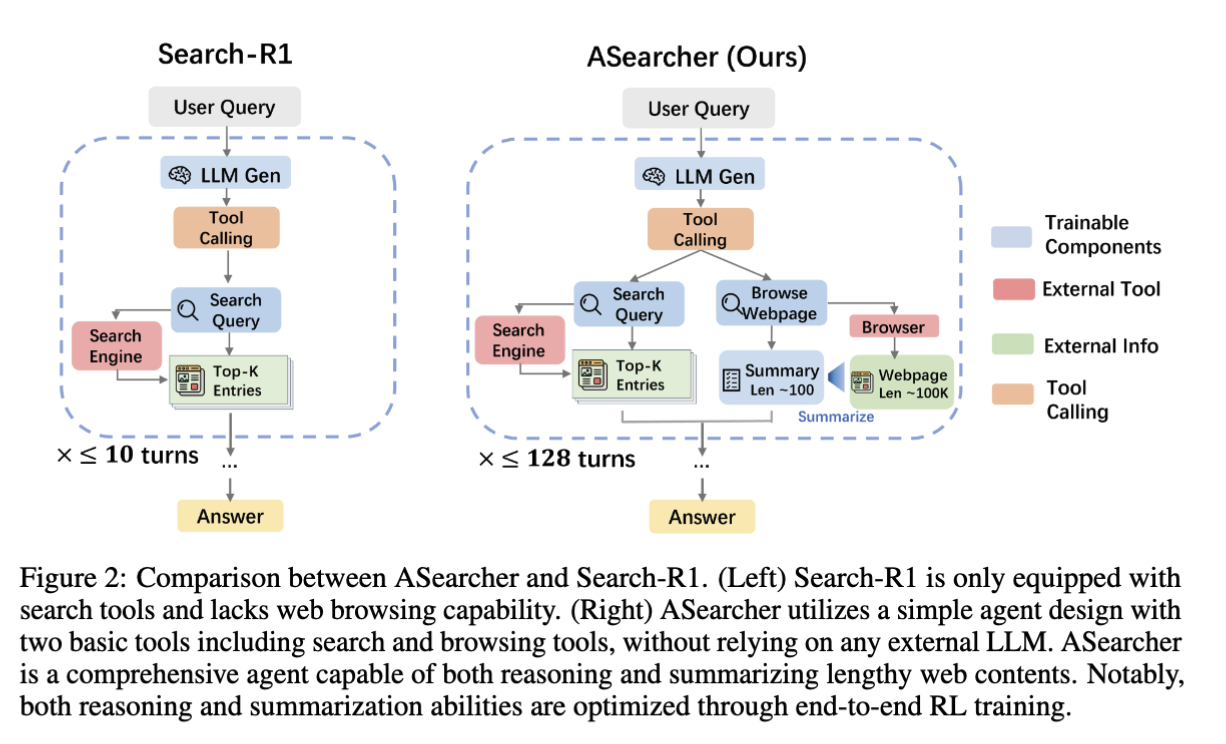 Search-R1
User Query
LLM Gen
Tool
Calling
Search
Query
Search
Engine
Top-K
Entries
× ≤ 10 turns
...
Answer
ASearcher (Ours)
User Query
LLM Gen
Tool
Calling
Search
Query
Browse
Webpage
Search
Engine
Browser
Top-K
Entries
Summary
Len ~100
Webpage
Len ~100K
Summarize
× ≤ 128 turns
...
Answer
Trainable
Components
External Tool
External Info
Tool
Calling
Figure 2: Comparison between ASearcher and Search-R1. (Left) Search-R1 is only equipped with
search tools and lacks web browsing capability. (Right) ASearcher utilizes a simple agent design with
two basic tools including search and browsing tools, without relying on any external LLM. ASearcher
is a comprehensive agent capable of both reasoning and summarizing lengthy web contents. Notably,
both reasoning and summarization abilities are optimized through end-to-end RL training.